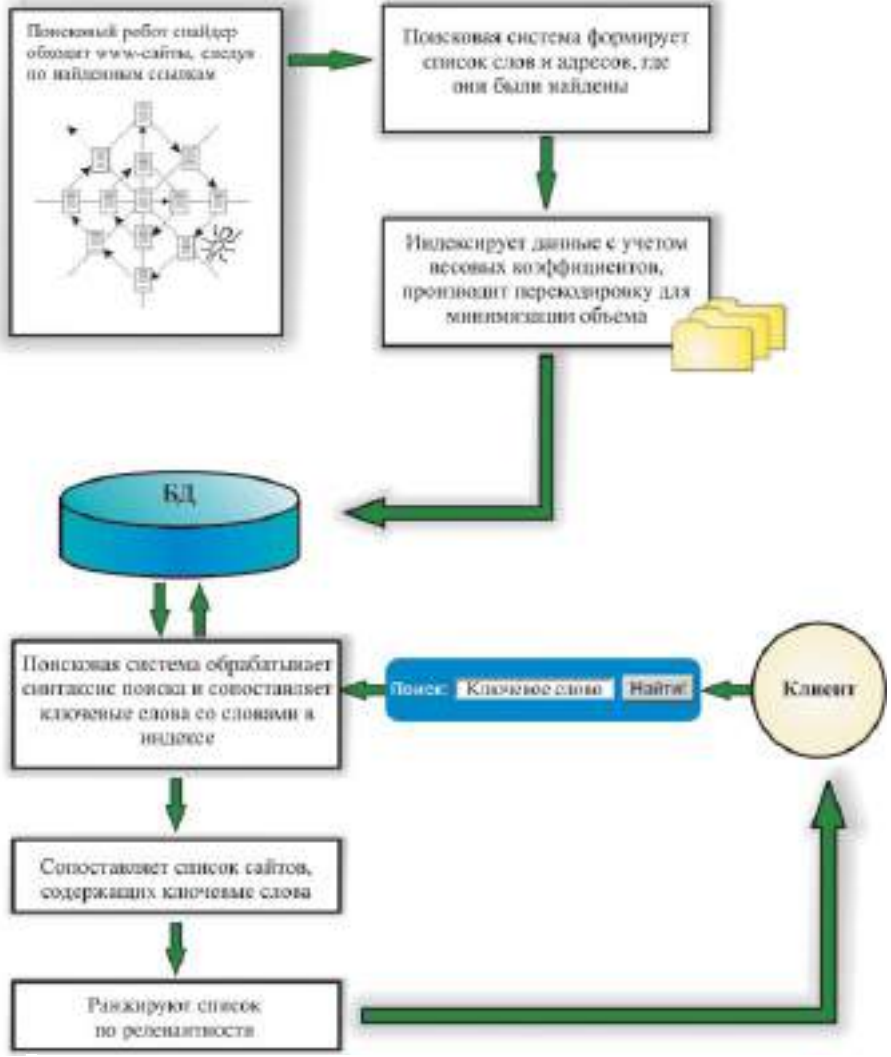 Поисковый робот спайдер
обходит www-сайты, следуя
по найденным ссылкам
Поисковая система формирует
список слов и адресов, где
они были найдены
Индексирует данные с учетом
весовых коэффициентов,
производит перекодировку для
минимизации объема
БД
Поисковая система обрабатывает
синтаксис поиска и сопоставляет
ключевые слова со словами в
индексе
Поиск: Ключевое слово Найти!
Клиент
Сопоставляет список сайтов,
содержащих ключевые слова
Ранжируют список
по релевантности